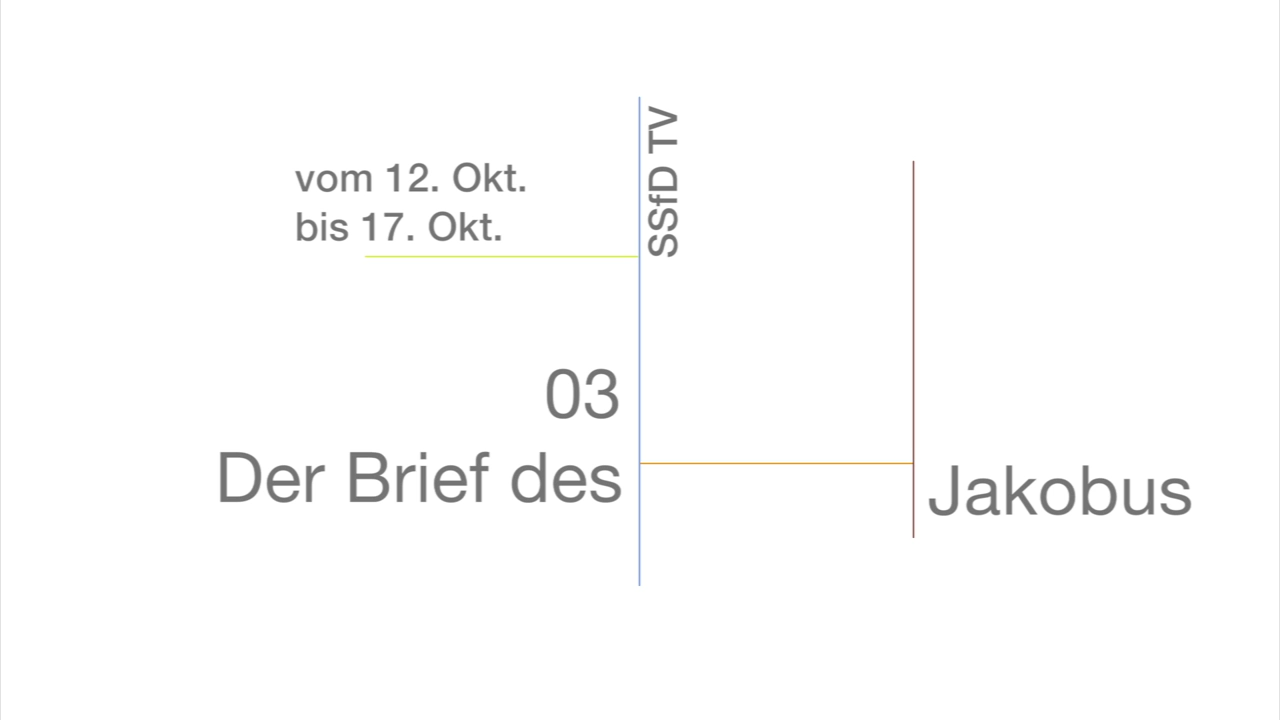 vom 12. Okt.
bis 17. Okt.
SSfD TV
03
Der Brief des
Jakobus